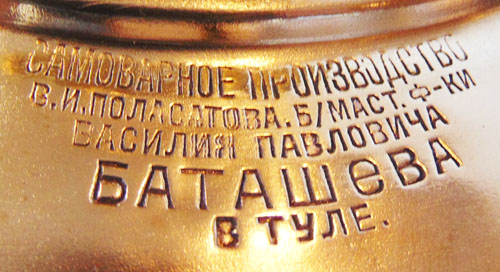 САМОВАРНОЕ ПРОИЗВОДСТВО
В.И.ПОЛАСАТОВА.Б/МАСТ.Ф-КИ
ВАСИЛИЯ ПАВЛОВИЧА
БАТАШеВА
В ТУЛЕ.